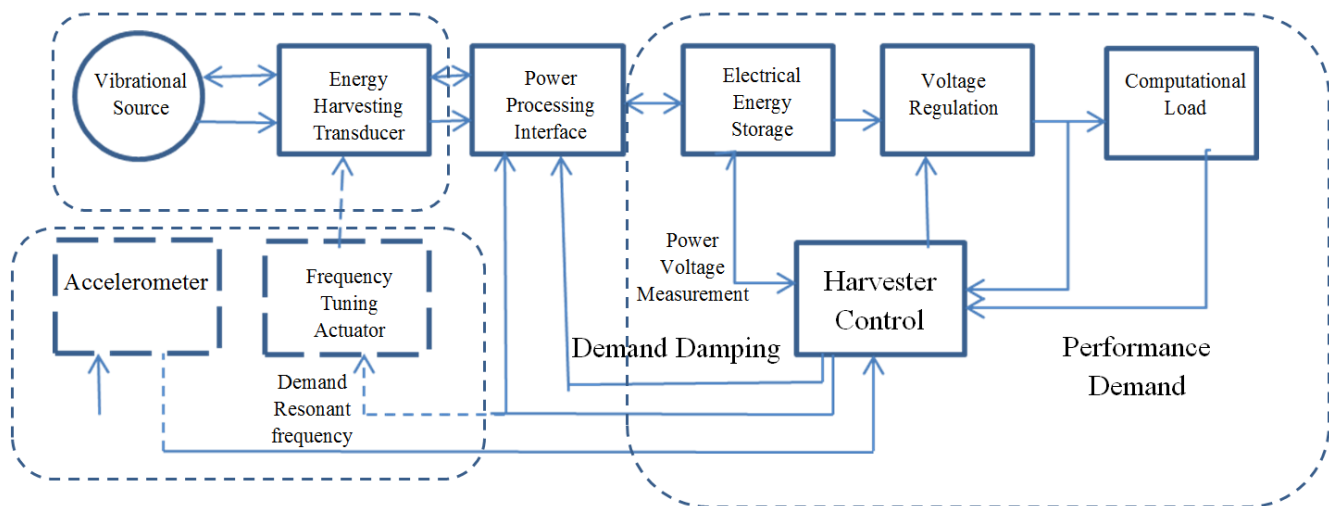 Vibrational
Source
Energy
Harvesting
Transducer
Power
Processing
Interface
Electrical
Energy
Storage
Voltage
Regulation
Computational
Load
Accelerometer
Frequency
Tuning
Actuator
Power
Voltage
Measurement
Harvester
Control
Demand Damping
Performance
Demand
Demand
Resonant
frequency